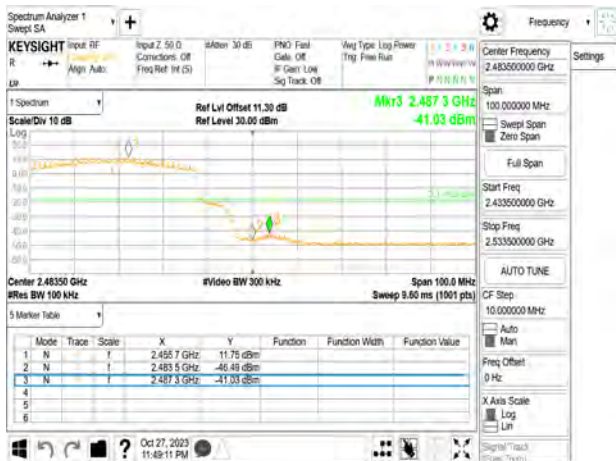 Spectrum Analyzer 1
Swept SA
Frequency
KEYSIGHT Input: RF
Input Z: 50 Ω
#Atten: 30 dB
PNO: Fast
Avg Type: Log Power
Corrections: Off
Gate: Off
Trig: Free Run
Align: Auto
Freq Ref: Int (S)
IF Gain: Low
Sig Track: Off
1 Spectrum
Scale/Div 10 dB
Ref Lvl Offset 11.30 dB
Ref Level 30.00 dBm
Mkr3 2.487 3 GHz
-41.03 dBm
Log
Center 2.48350 GHz
#Res BW 100 kHz
#Video BW 300 kHz
Span 100.0 MHz
Sweep 9.60 ms (1001 pts)
5 Marker Table
Mode Trace Scale X Y Function Function Width Function Value
1 N f 2.455 7 GHz 11.75 dBm
2 N f 2.483 5 GHz -46.49 dBm
3 N f 2.487 3 GHz -41.03 dBm
4
5
6
Oct 27, 2023
11:49:11 PM
Center Frequency
2.483500000 GHz
Settings
Span
100.000000 MHz
Swept Span
Zero Span
Full Span
Start Freq
2.433500000 GHz
Stop Freq
2.533500000 GHz
AUTO TUNE
CF Step
10.000000 MHz
Auto
Man
Freq Offset
0 Hz
X Axis Scale
Log
Lin
Signal Track